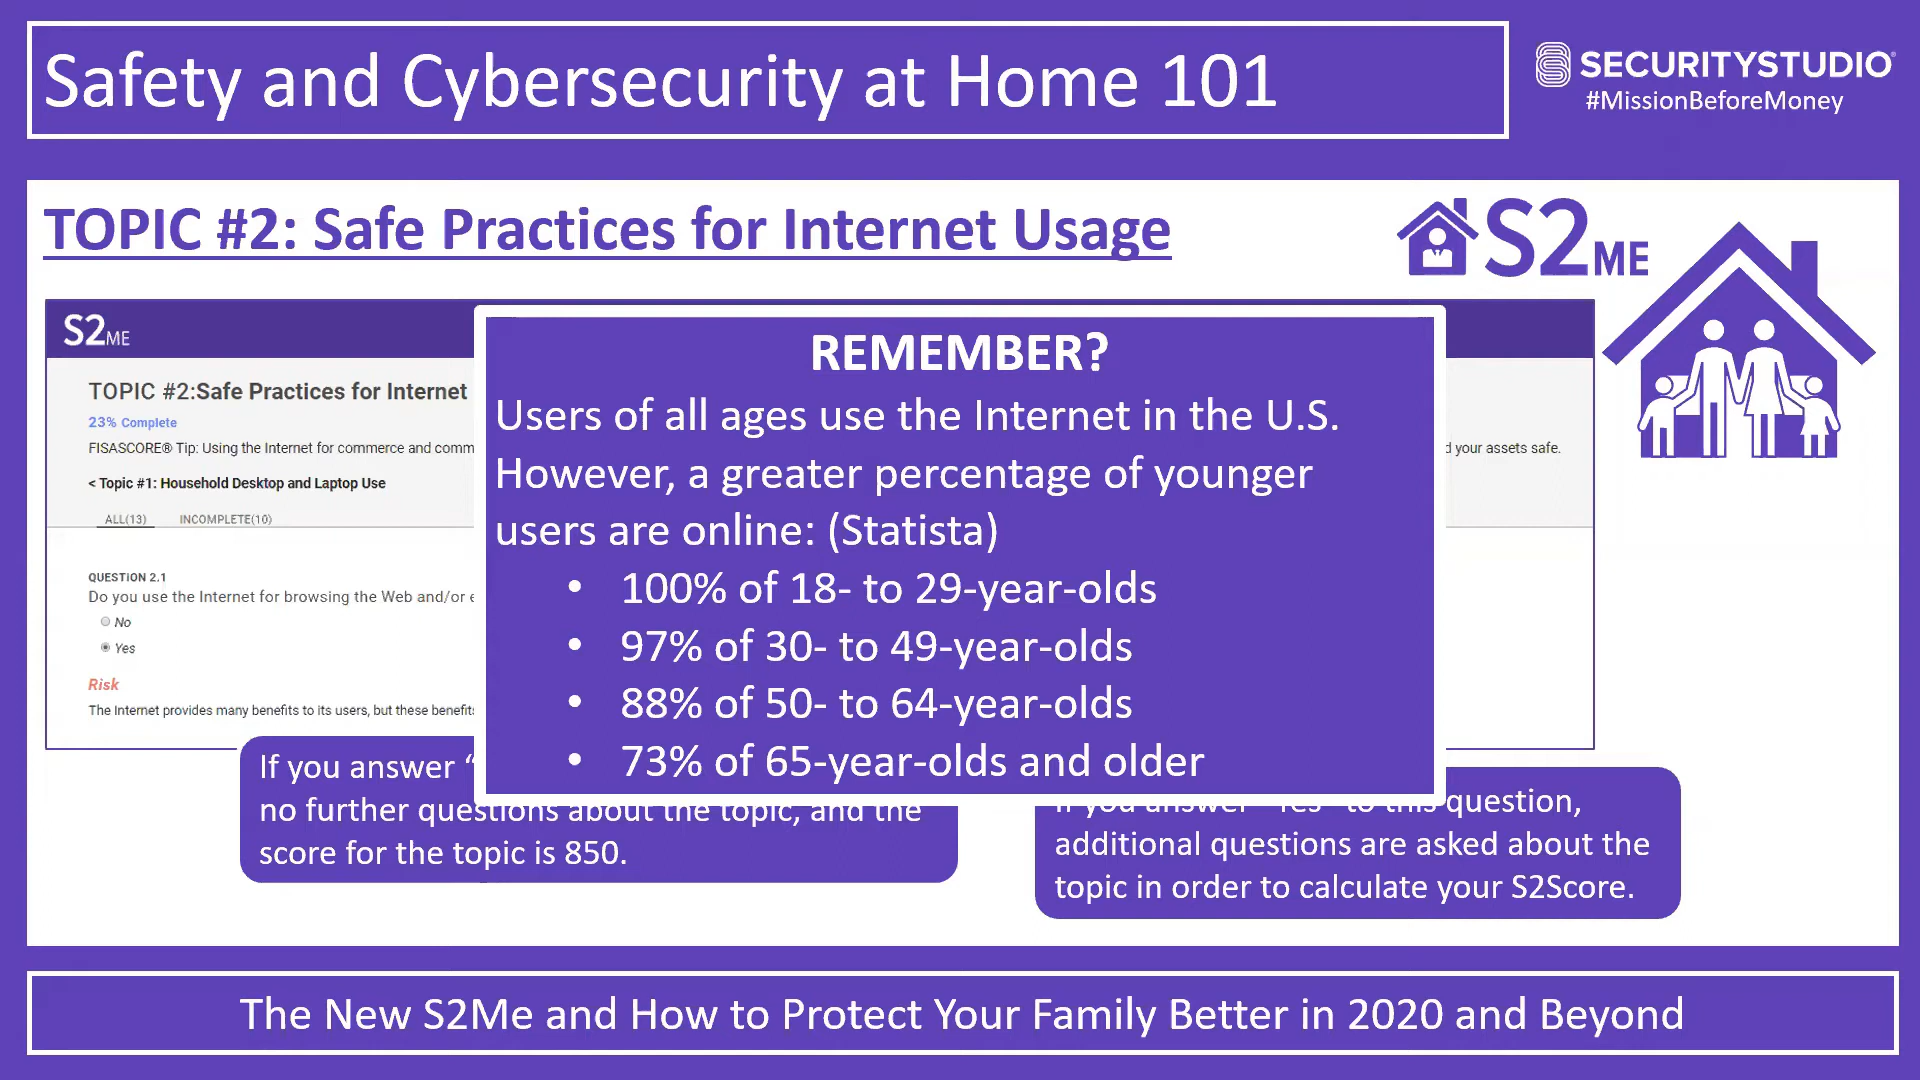 Safety and Cybersecurity at Home 101
SECURITYSTUDIO®
#MissionBeforeMoney
TOPIC #2: Safe Practices for Internet Usage
S2ME
S2ME
TOPIC #2:Safe Practices for Internet
23% Complete
FISASCORE® Tip: Using the Internet for commerce and comm
d your assets safe.
< Topic #1: Household Desktop and Laptop Use
ALL(13) INCOMPLETE(10)
QUESTION 2.1
Do you use the Internet for browsing the Web and/or e
No
Yes
Risk
The Internet provides many benefits to its users, but these benefit
REMEMBER?
Users of all ages use the Internet in the U.S.
However, a greater percentage of younger
users are online: (Statista)
• 100% of 18- to 29-year-olds
• 97% of 30- to 49-year-olds
• 88% of 50- to 64-year-olds
• 73% of 65-year-olds and older
If you answer “
no further questions about the topic, and the
score for the topic is 850.
If you answer “Yes” to this question,
additional questions are asked about the
topic in order to calculate your S2Score.
The New S2Me and How to Protect Your Family Better in 2020 and Beyond